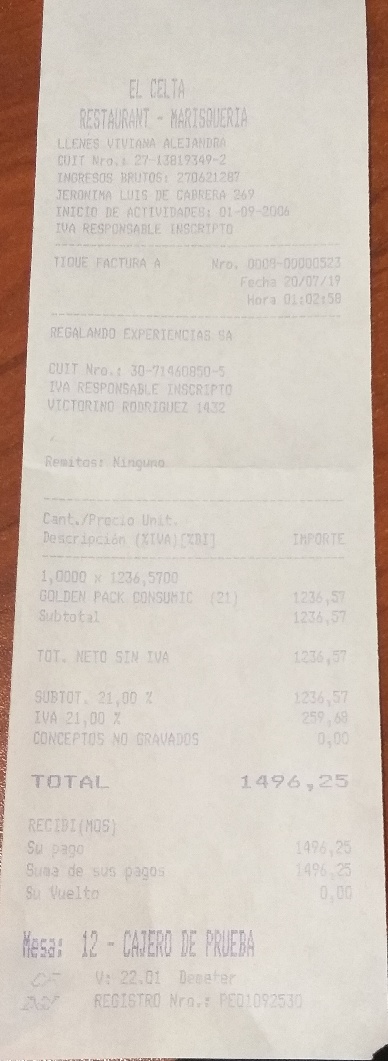 EL CELTA
RESTAURANT - MARISQUERIA
LLENES VIVIANA ALEJANDRA
CUIT Nro.: 27-13819349-2
INGRESOS BRUTOS: 270621287
JERONIMA LUIS DE CABRERA 269
INICIO DE ACTIVIDADES: 01-09-2006
IVA RESPONSABLE INSCRIPTO
TIQUE FACTURA A Nro. 0008-00000523
Fecha 20/07/19
Hora 01:02:58
REGALANDO EXPERIENCIAS SA
CUIT Nro.: 30-71460850-5
IVA RESPONSABLE INSCRIPTO
VICTORINO RODRIGUEZ 1432
Remitos: Ninguno
Cant./Precio Unit.
Descripción (%IVA)[%BI] IMPORTE
1,0000 x 1236,5700
GOLDEN PACK CONSUMIC (21) 1236,57
Subtotal 1236,57
TOT. NETO SIN IVA 1236,57
SUBTOT. 21,00 % 1236,57
IVA 21,00 % 259,68
CONCEPTOS NO GRAVADOS 0,00
TOTAL 1496,25
RECIBI(MOS)
Su pago 1496,25
Suma de sus pagos 1496,25
Su Vuelto 0,00
Mesa: 12 - CAJERO DE PRUEBA
CF V: 22.01 Demeter
REGISTRO Nro.: PEO1092530